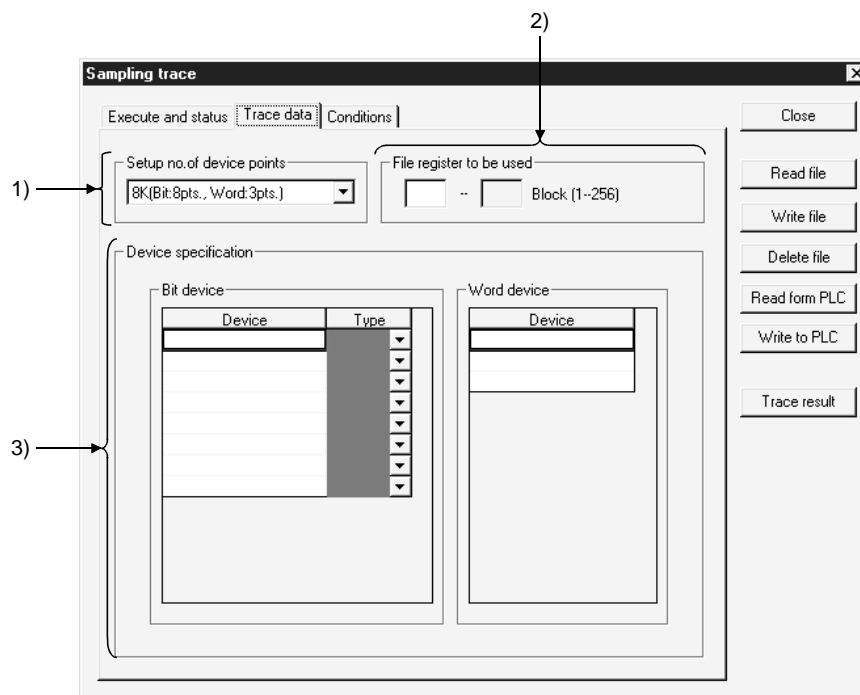 2)
Sampling trace
Execute and status Trace data Conditions
Close
1)
Setup no.of device points
File register to be used
8K(Bit:8pts., Word:3pts.)
-- Block (1--256)
Read file
Write file
Device specification
Delete file
Bit device
Word device
Read form PLC
Device Type
Device
Write to PLC
Trace result
3)